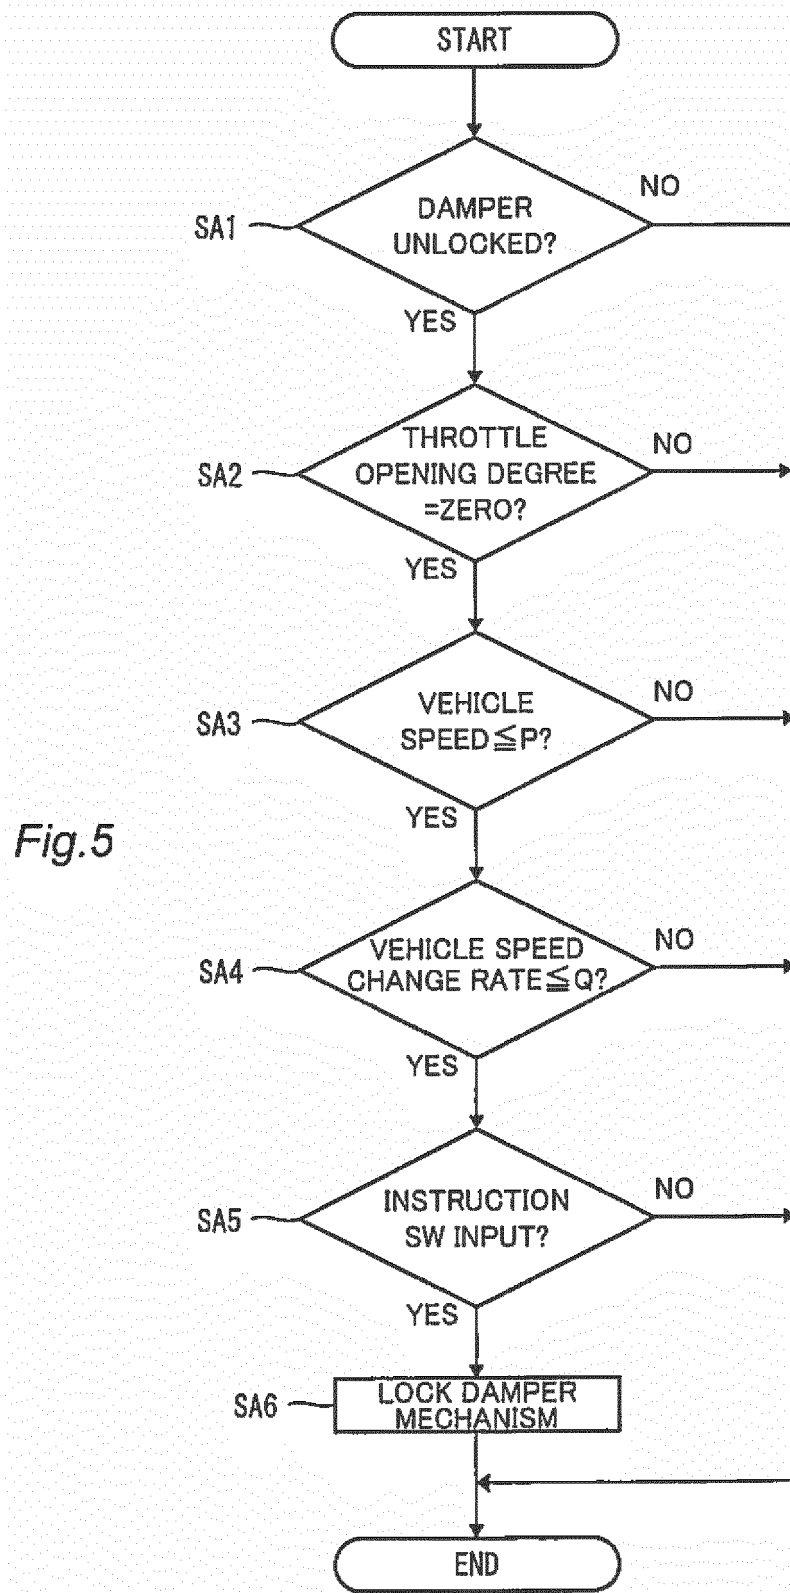 START
SA1
DAMPER
UNLOCKED?
NO
YES
SA2
THROTTLE
OPENING DEGREE
=ZERO?
NO
YES
SA3
VEHICLE
SPEED≦P?
NO
YES
Fig.5
SA4
VEHICLE SPEED
CHANGE RATE≦Q?
NO
YES
SA5
INSTRUCTION
SW INPUT?
NO
YES
SA6
LOCK DAMPER
MECHANISM
END